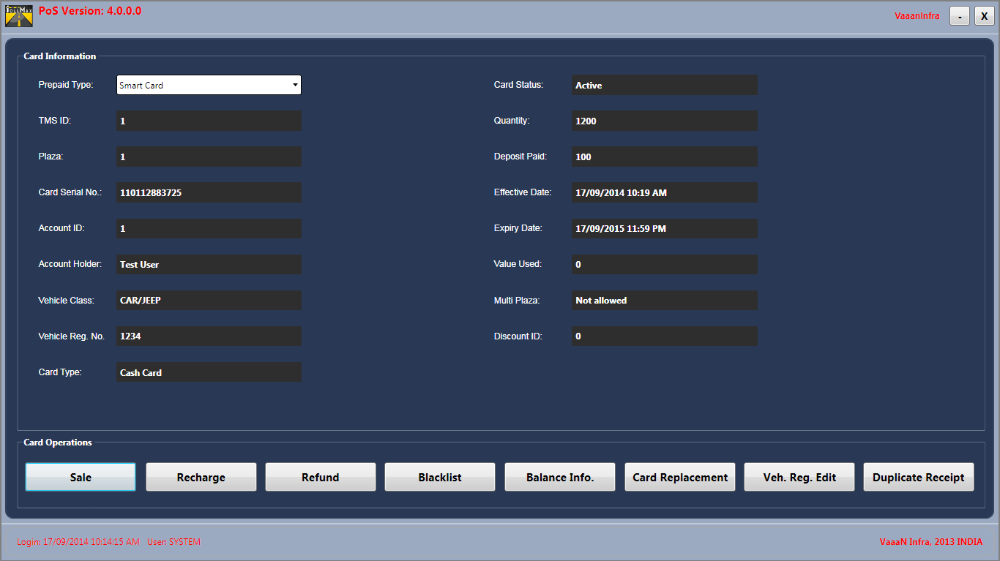 TOLLMAX
PoS Version: 4.0.0.0
VaaanInfra
-
X
Card Information
Prepaid Type: Smart Card
Card Status: Active
TMS ID: 1
Quantity: 1200
Plaza: 1
Deposit Paid: 100
Card Serial No.: 110112883725
Effective Date: 17/09/2014 10:19 AM
Account ID: 1
Expiry Date: 17/09/2015 11:59 PM
Account Holder: Test User
Value Used: 0
Vehicle Class: CAR/JEEP
Multi Plaza: Not allowed
Vehicle Reg. No. 1234
Discount ID: 0
Card Type: Cash Card
Card Operations
Sale
Recharge
Refund
Blacklist
Balance Info.
Card Replacement
Veh. Reg. Edit
Duplicate Receipt
Login: 17/09/2014 10:14:15 AM User: SYSTEM
VaaaN Infra, 2013 INDIA